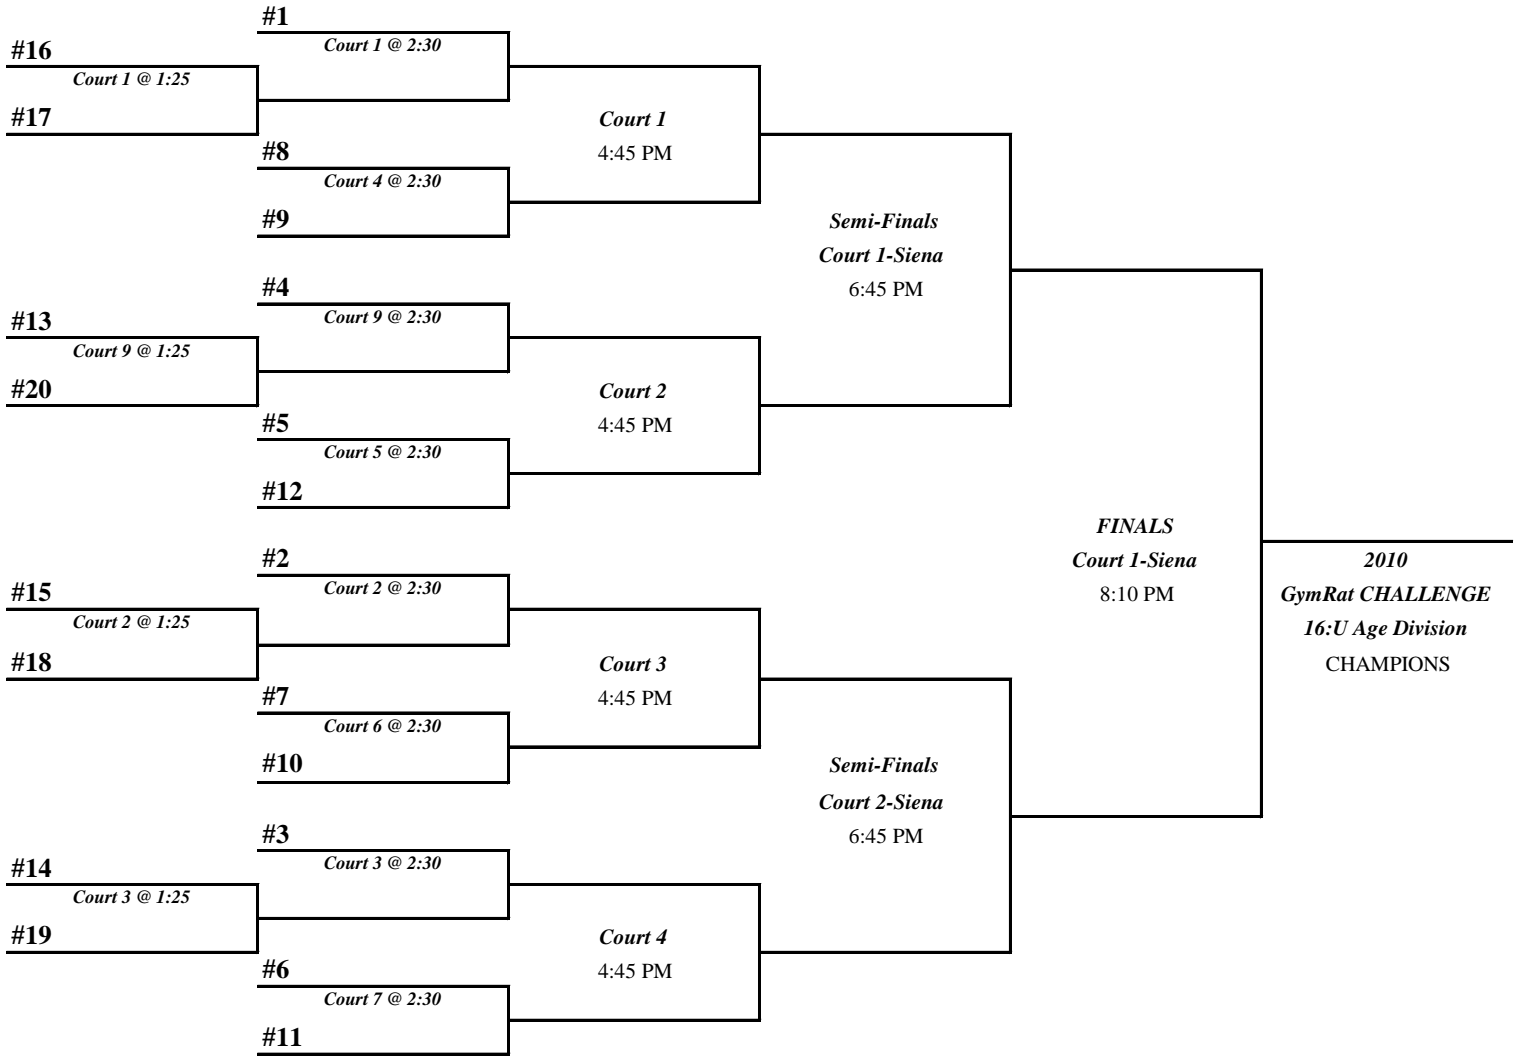 #1
Court 1 @ 2:30
#16
Court 1 @ 1:25
#17
Court 1
4:45 PM
#8
Court 4 @ 2:30
#9
Semi-Finals
Court 1-Siena
6:45 PM
#4
Court 9 @ 2:30
#13
Court 9 @ 1:25
#20
Court 2
4:45 PM
#5
Court 5 @ 2:30
#12
FINALS
Court 1-Siena
8:10 PM
2010
GymRat CHALLENGE
16:U Age Division
CHAMPIONS
#2
Court 2 @ 2:30
#15
Court 2 @ 1:25
#18
Court 3
4:45 PM
#7
Court 6 @ 2:30
#10
Semi-Finals
Court 2-Siena
6:45 PM
#3
Court 3 @ 2:30
#14
Court 3 @ 1:25
#19
Court 4
4:45 PM
#6
Court 7 @ 2:30
#11